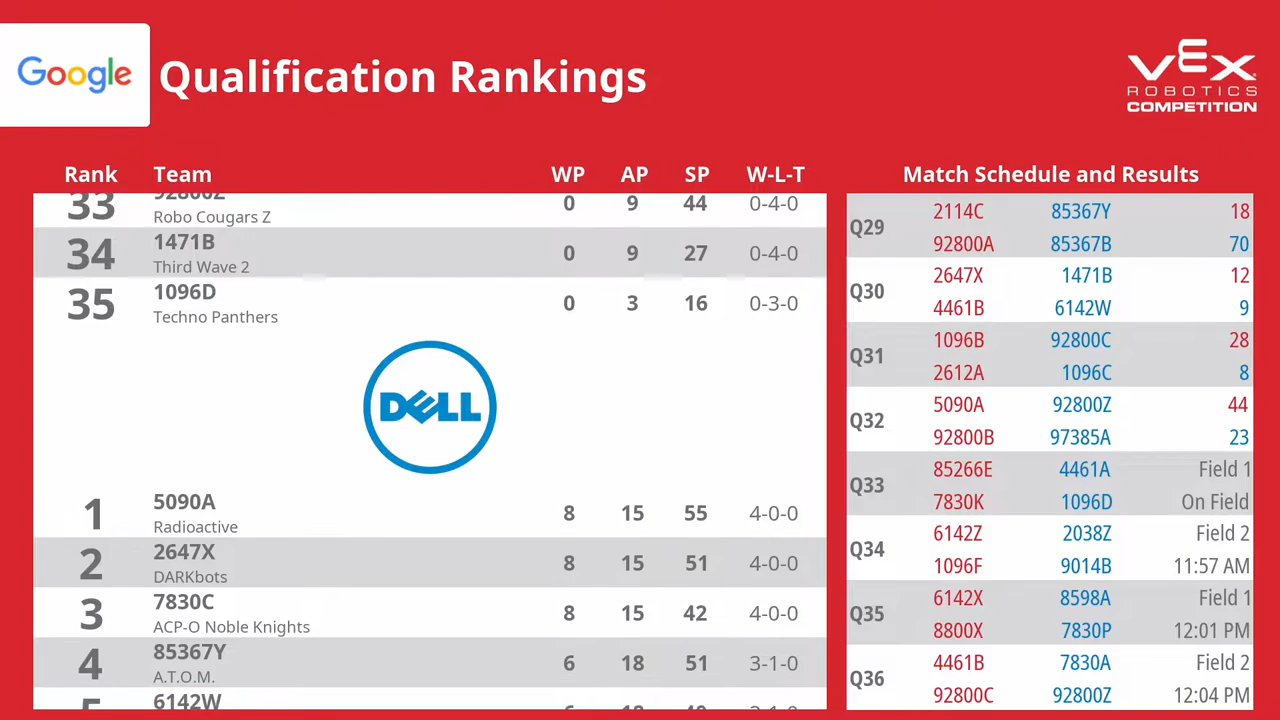 Google
Qualification Rankings
VEX
ROBOTICS
COMPETITION
Rank Team WP AP SP W-L-T
33 92800Z 0 9 44 0-4-0
Robo Cougars Z
34 1471B 0 9 27 0-4-0
Third Wave 2
35 1096D 0 3 16 0-3-0
Techno Panthers
DELL
1 5090A 8 15 55 4-0-0
Radioactive
2 2647X 8 15 51 4-0-0
DARKbots
3 7830C 8 15 42 4-0-0
ACP-O Noble Knights
4 85367Y 6 18 51 3-1-0
A.T.O.M.
6142W
Match Schedule and Results
Q29 2114C 85367Y 18
92800A 85367B 70
Q30 2647X 1471B 12
4461B 6142W 9
Q31 1096B 92800C 28
2612A 1096C 8
Q32 5090A 92800Z 44
92800B 97385A 23
Q33 85266E 4461A Field 1
7830K 1096D On Field
Q34 6142Z 2038Z Field 2
1096F 9014B 11:57 AM
Q35 6142X 8598A Field 1
8800X 7830P 12:01 PM
Q36 4461B 7830A Field 2
92800C 92800Z 12:04 PM